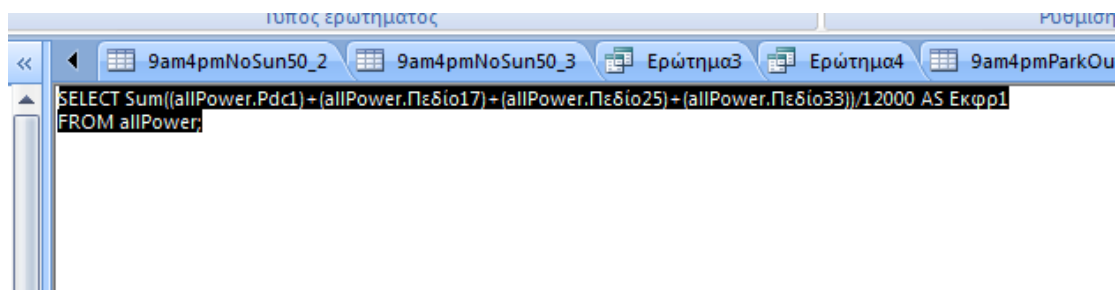 Τύπος ερωτήματος
Ρύθμιση
9am4pmNoSun50_2 9am4pmNoSun50_3 Ερώτημα3 Ερώτημα4 9am4pmParkOu
SELECT Sum((allPower.Pdc1)+(allPower.Πεδίο17)+(allPower.Πεδίο25)+(allPower.Πεδίο33))/12000 AS Εκφρ1
FROM allPower;